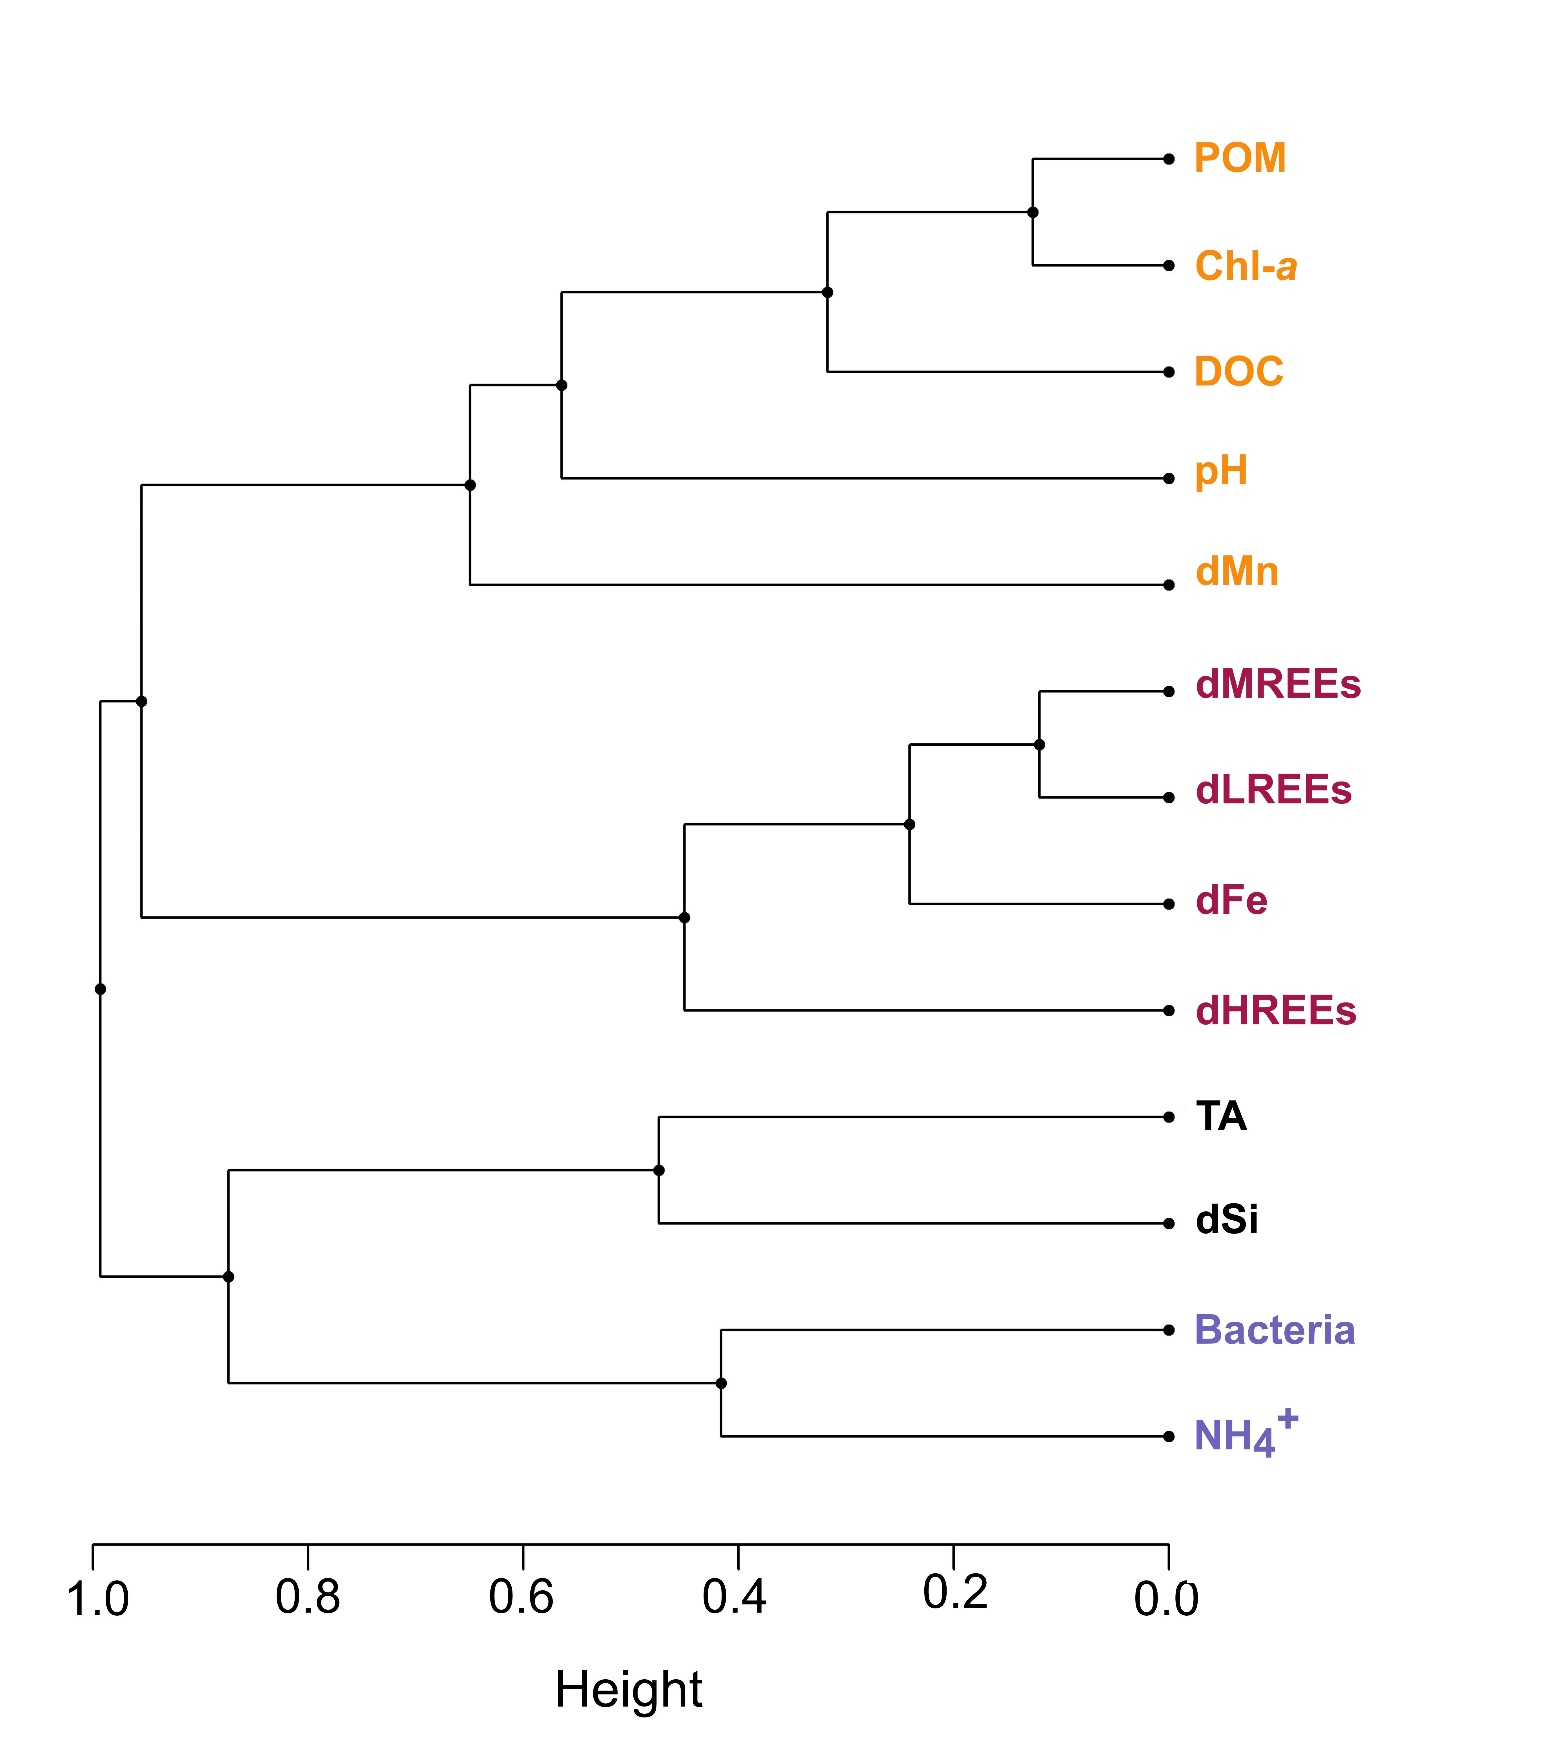 POM
Chl-a
DOC
pH
dMn
dMREEs
dLREEs
dFe
dHREEs
TA
dSi
Bacteria
NH₄⁺
1.0 0.8 0.6 0.4 0.2 0.0
Height